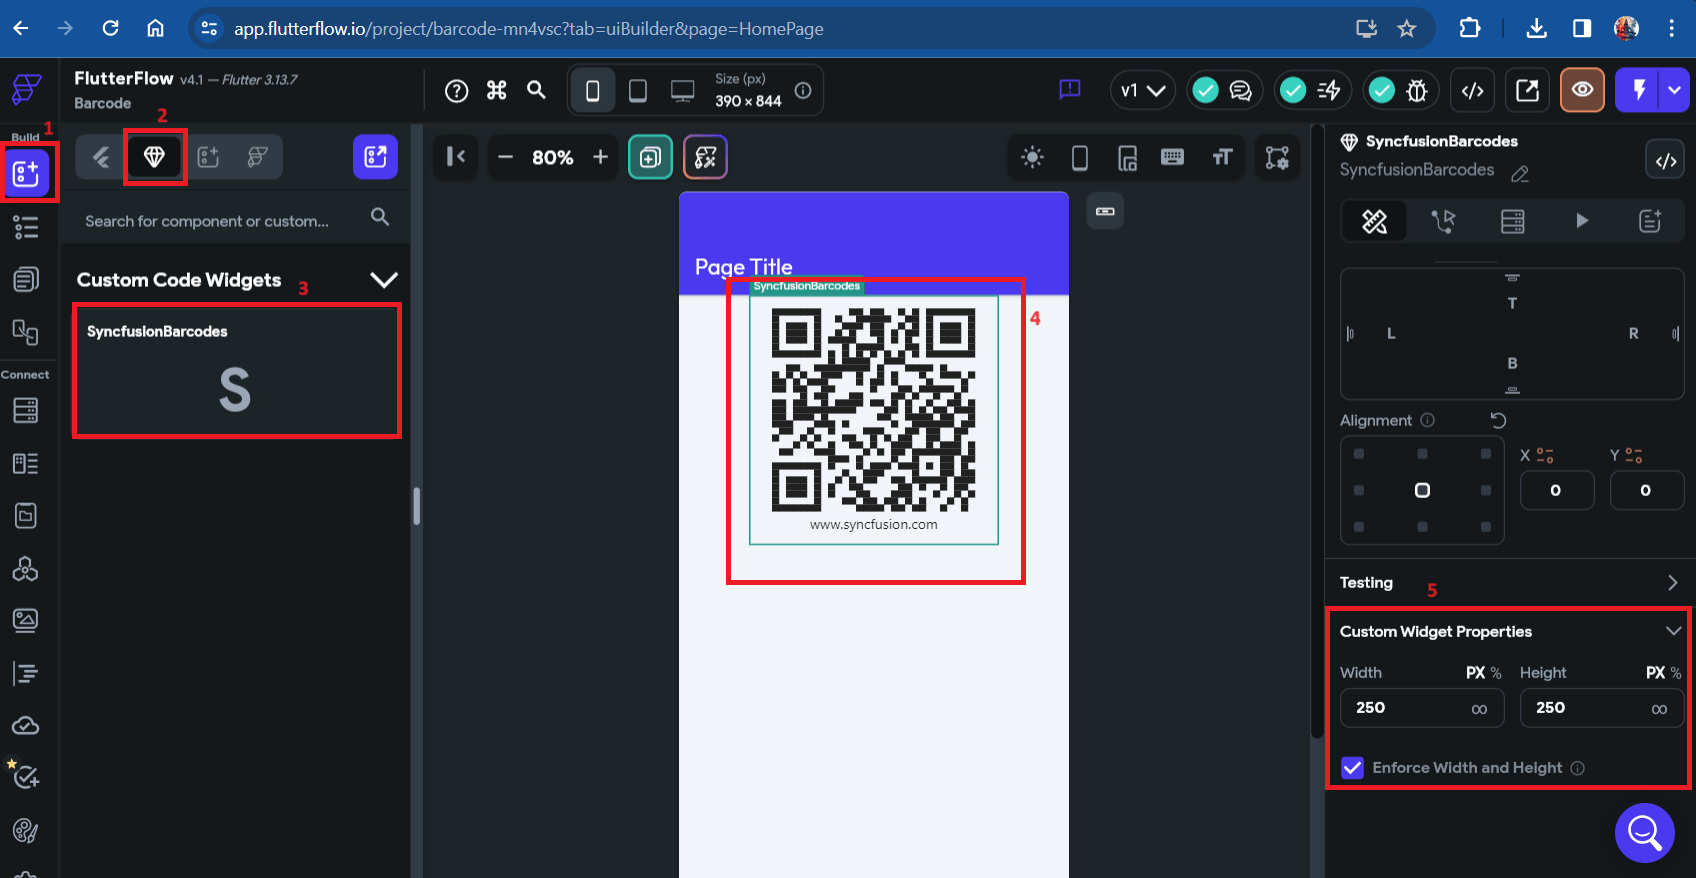 app.flutterflow.io/project/barcode-mn4vsc?tab=uiBuilder&page=HomePage
FlutterFlow v4.1 — Flutter 3.13.7
Barcode
Size (px)
390 × 844
v1
Build 1
2
80%
SyncfusionBarcodes
SyncfusionBarcodes
Search for component or custom...
Page Title
Custom Code Widgets 3
SyncfusionBarcodes
4
SyncfusionBarcodes
S
Connect
www.syncfusion.com
T
L
R
B
Alignment
X
Y
0
0
Testing
5
Custom Widget Properties
Width PX % Height PX %
250 ∞ 250 ∞
Enforce Width and Height